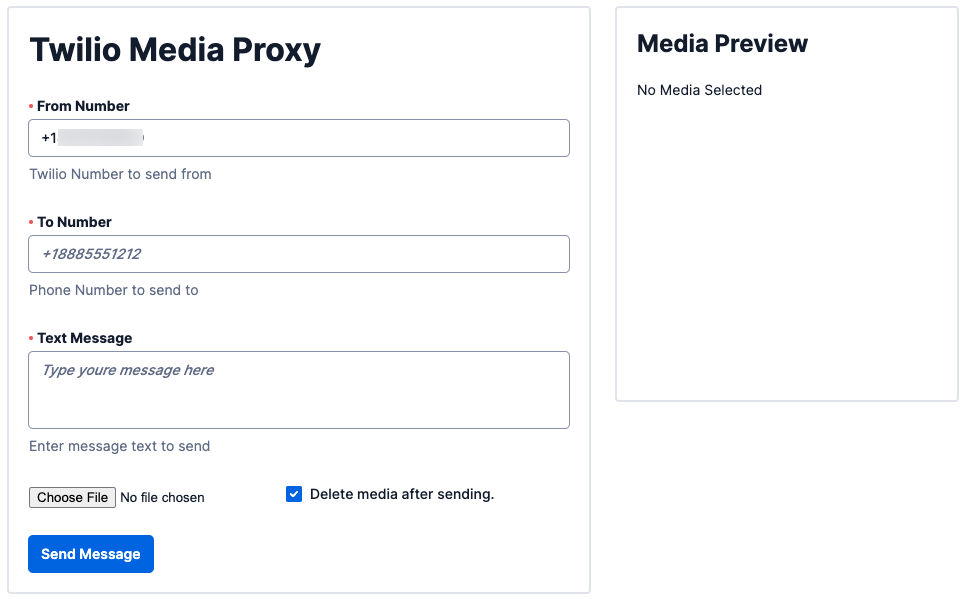 Twilio Media Proxy
From Number
+1
Twilio Number to send from
To Number
+18885551212
Phone Number to send to
Text Message
Type youre message here
Enter message text to send
Choose File No file chosen
Delete media after sending.
Send Message
Media Preview
No Media Selected